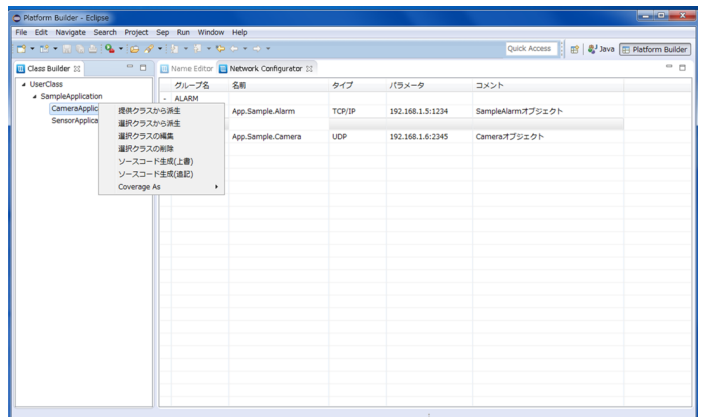 Platform Builder - Eclipse
File Edit Navigate Search Project Sep Run Window Help
Quick Access Java Platform Builder
Class Builder Name Editor Network Configurator
UserClass
SampleApplication
CameraApplic
SensorApplica
提供クラスから派生
選択クラスから派生
選択クラスの編集
選択クラスの削除
ソースコード生成(上書)
ソースコード生成(追記)
Coverage As
グループ名 名前 タイプ パラメータ コメント
- ALARM
App.Sample.Alarm TCP/IP 192.168.1.5:1234 SampleAlarmオブジェクト
App.Sample.Camera UDP 192.168.1.6:2345 Cameraオブジェクト